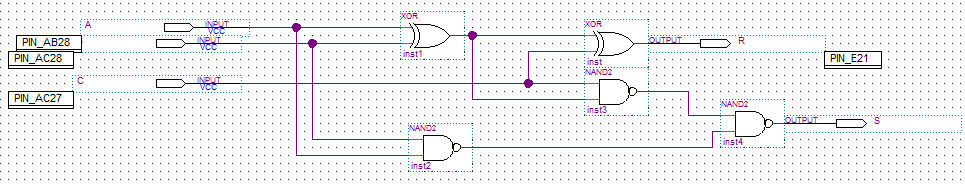 A
INPUT
VCC
PIN_AB28
INPUT
VCC
PIN_AC28
C
INPUT
VCC
PIN_AC27
XOR
inst1
XOR
inst
OUTPUT
R
PIN_E21
NAND2
inst3
NAND2
inst2
NAND2
inst4
OUTPUT
S